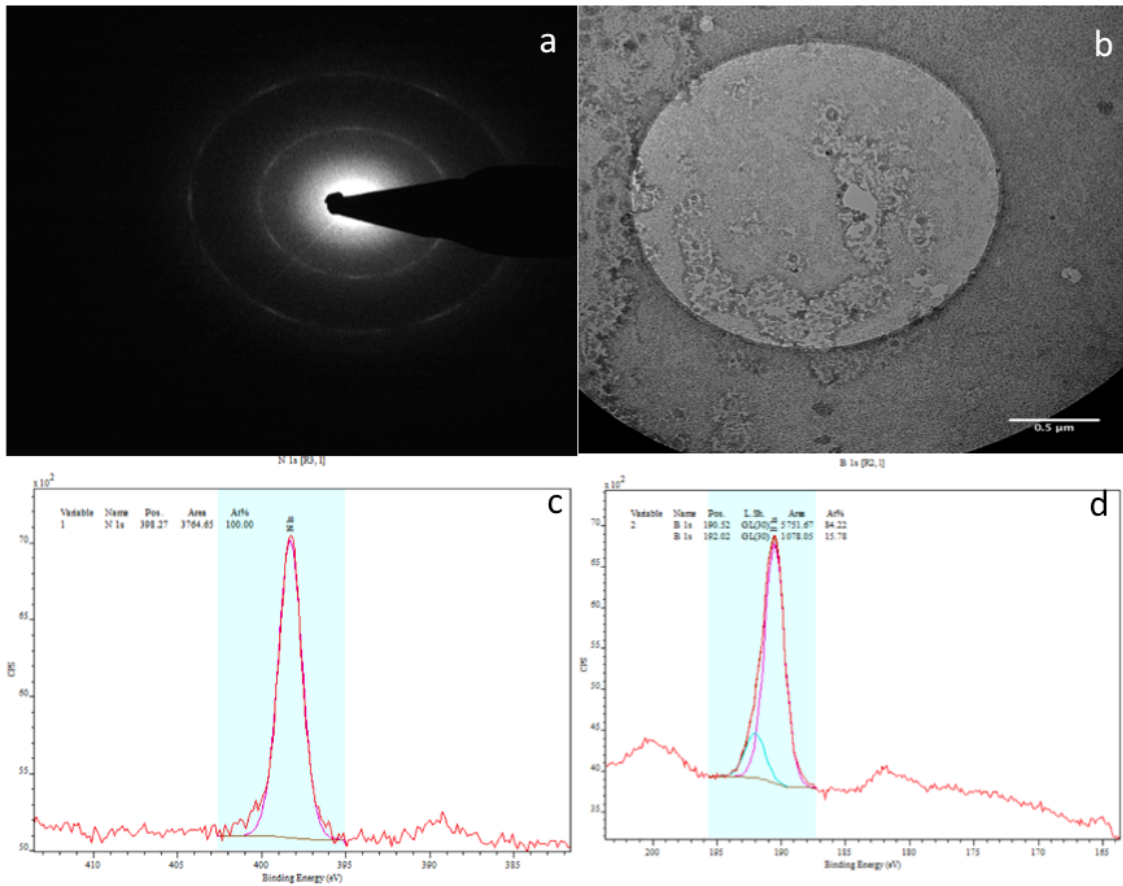 a
b
0.5 µm
N 1s [R3, 1]
x 10²
c
Variable Name Pos. Area At%
1 N 1s 398.27 3764.65 100.00
N 1s
70
65
60
55
50
CPS
410 405 400 395 390 385
Binding Energy (eV)
B 1s [R2, 1]
x 10²
d
Variable Name Pos. L.Sh. Area At%
2 B 1s 190.52 GL(30) 5751.67 84.22
B 1s 192.02 GL(30) 1078.05 15.78
B 1s
70
65
60
55
50
45
40
35
CPS
200 195 190 185 180 175 170 165
Binding Energy (eV)